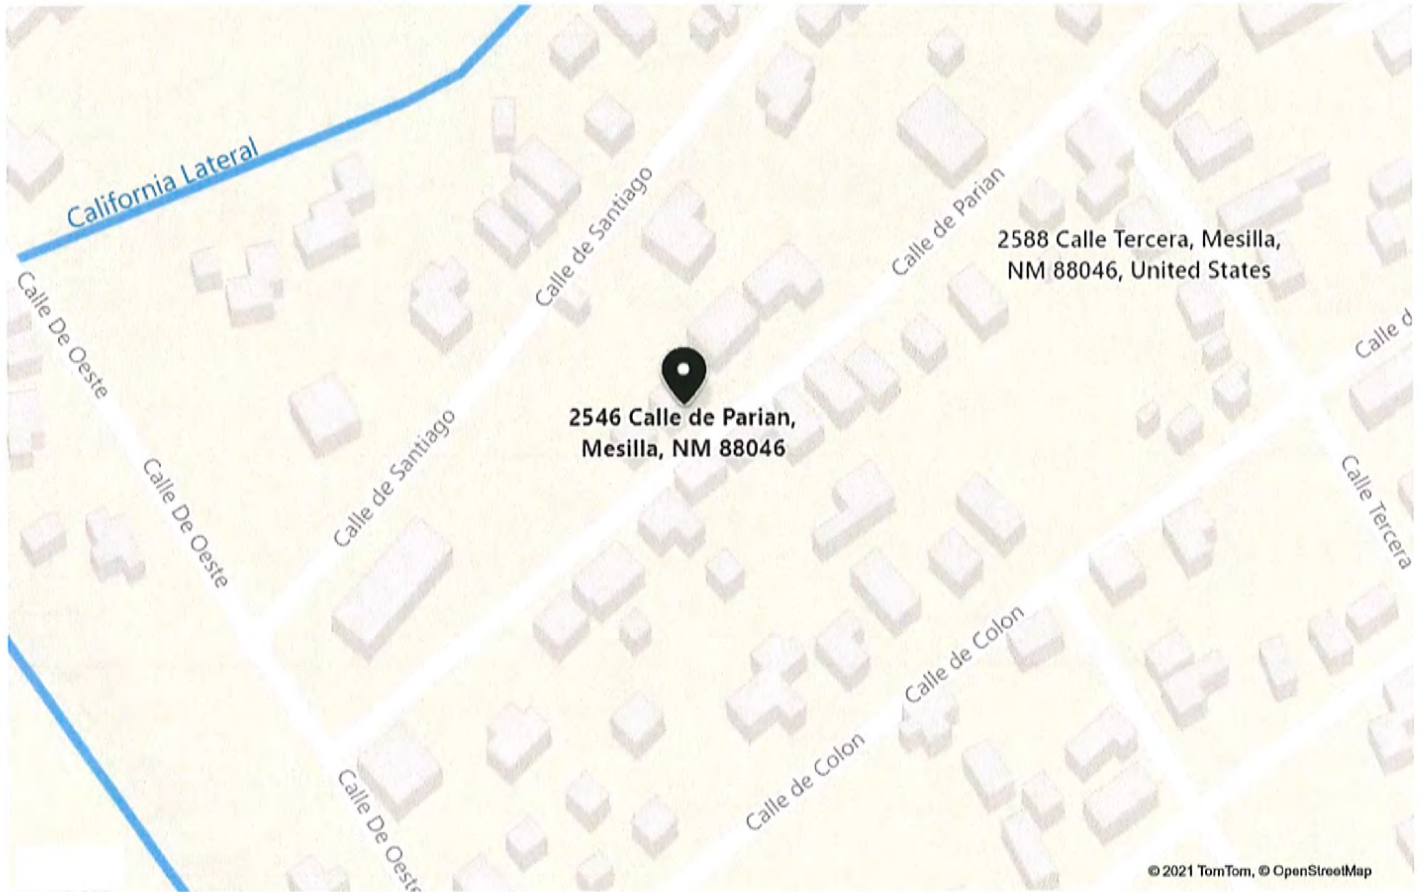 California Lateral
Calle de Santiago
Calle de Parian
2588 Calle Tercera, Mesilla,
NM 88046, United States
Calle De Oeste
Calle d
2546 Calle de Parian,
Mesilla, NM 88046
Calle de Santiago
Calle De Oeste
Calle Tercera
Calle de Colon
Calle de Colon
Calle De Oeste
© 2021 TomTom, © OpenStreetMap